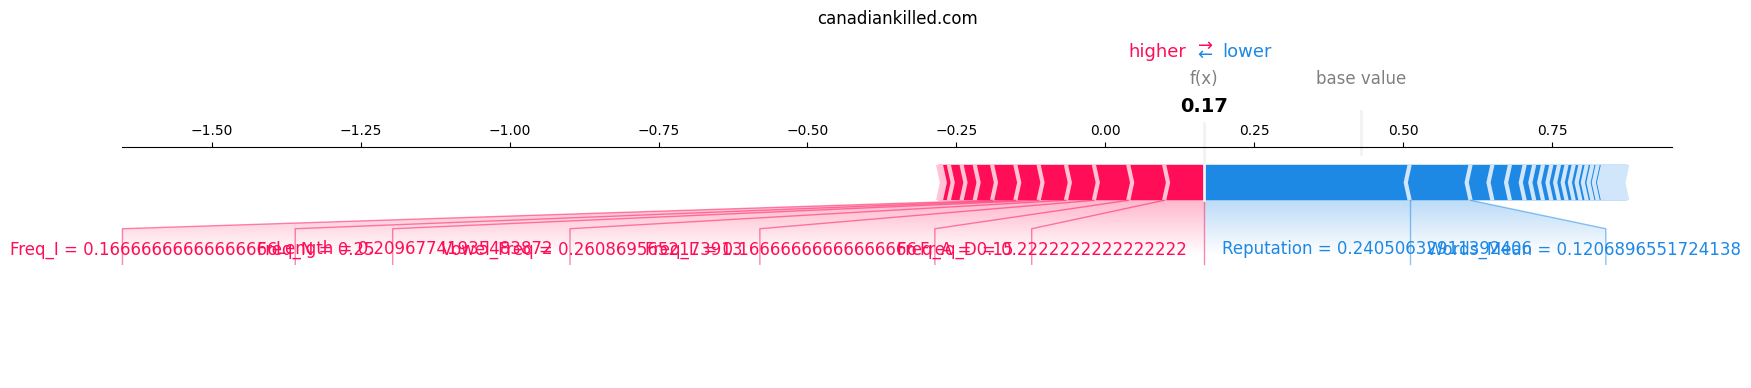 canadiankilled.com
higher ⇄ lower
f(x) base value
0.17
−1.50 −1.25 −1.00 −0.75 −0.50 −0.25 0.00 0.25 0.50 0.75
Freq_I = 0.16666666666666666 Freq_N = 0.25 Length = 0.20967741935483872 Vowel_Freq = 0.2608695652173913 Freq_L = 0.16666666666666666 Freq_A = 0.15 Freq_D = 0.2222222222222222 Reputation = 0.24050632911392406 Words_Mean = 0.1206896551724138